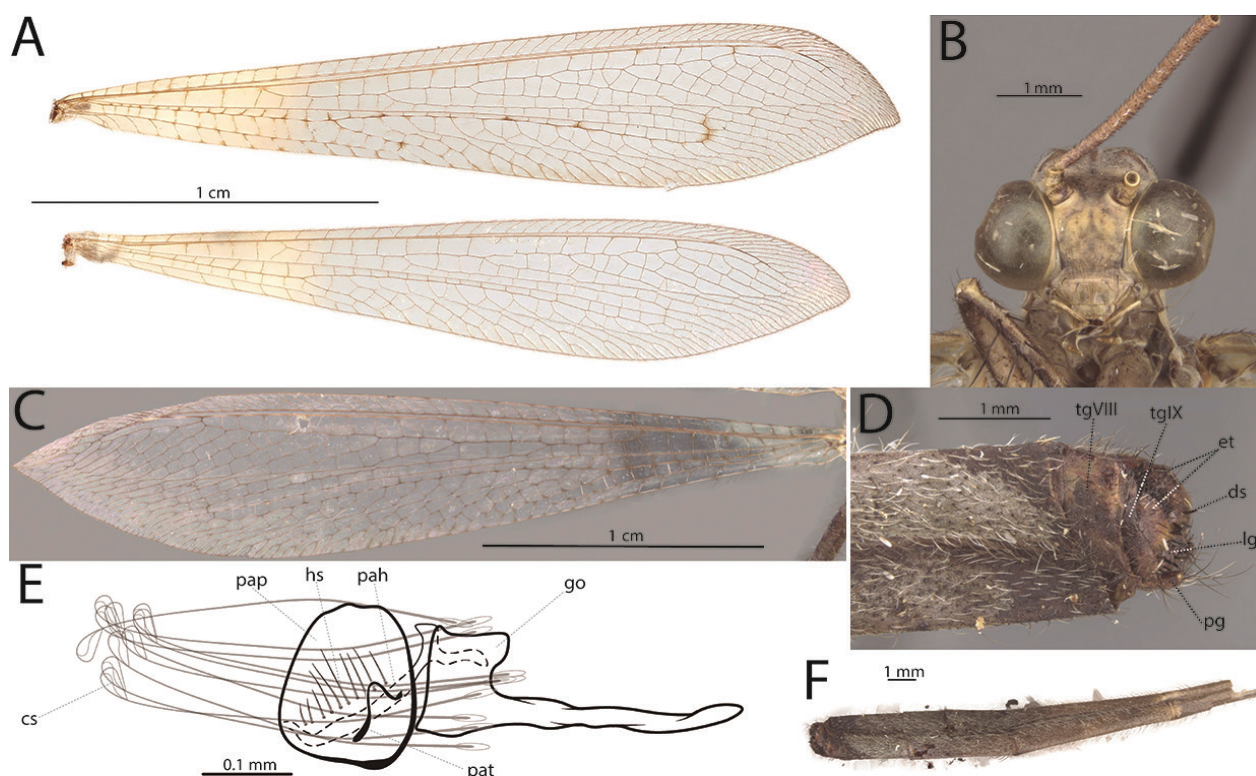 A
1 cm
B
1 mm
C
1 cm
D
1 mm
tgVIII
tgIX
et
ds
lg
pg
E
pap
hs
pah
go
cs
pat
0.1 mm
F
1 mm